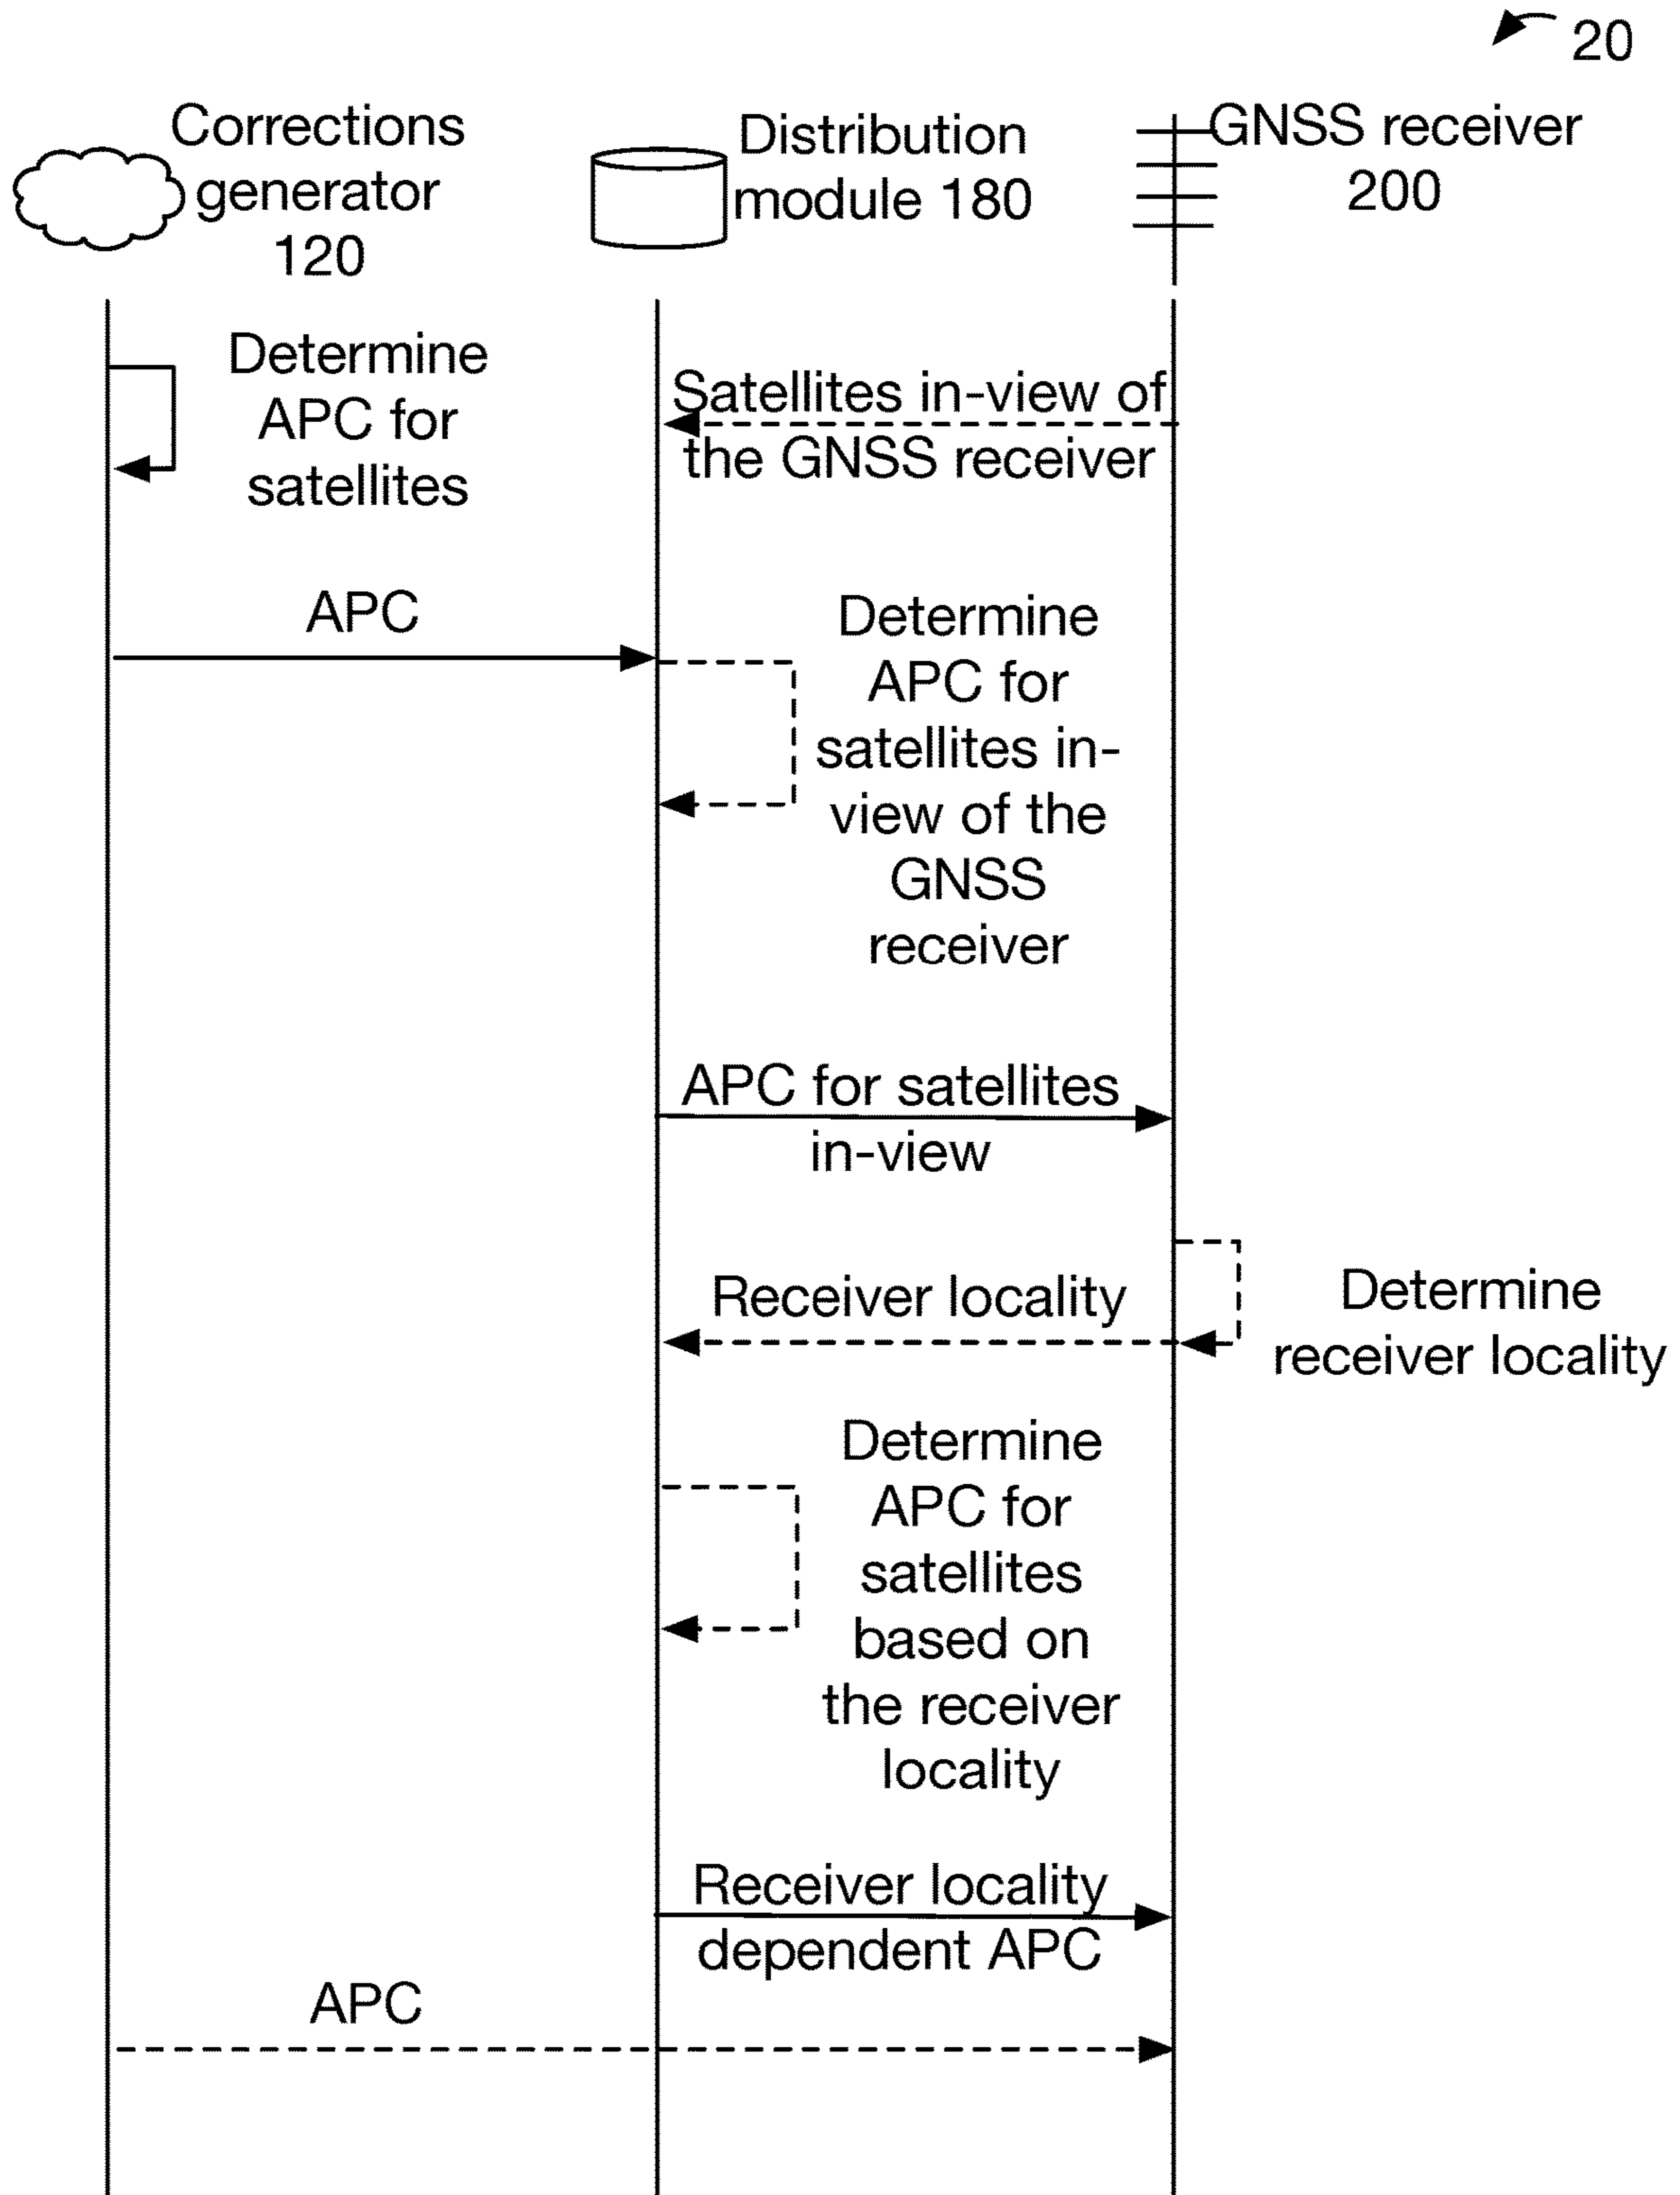 20
Corrections
generator
120
Distribution
module 180
GNSS receiver
200
Determine
APC for
satellites
Satellites in-view of
the GNSS receiver
APC
Determine
APC for
satellites in-
view of the
GNSS
receiver
APC for satellites
in-view
Receiver locality
Determine
receiver locality
Determine
APC for
satellites
based on
the receiver
locality
Receiver locality
dependent APC
APC